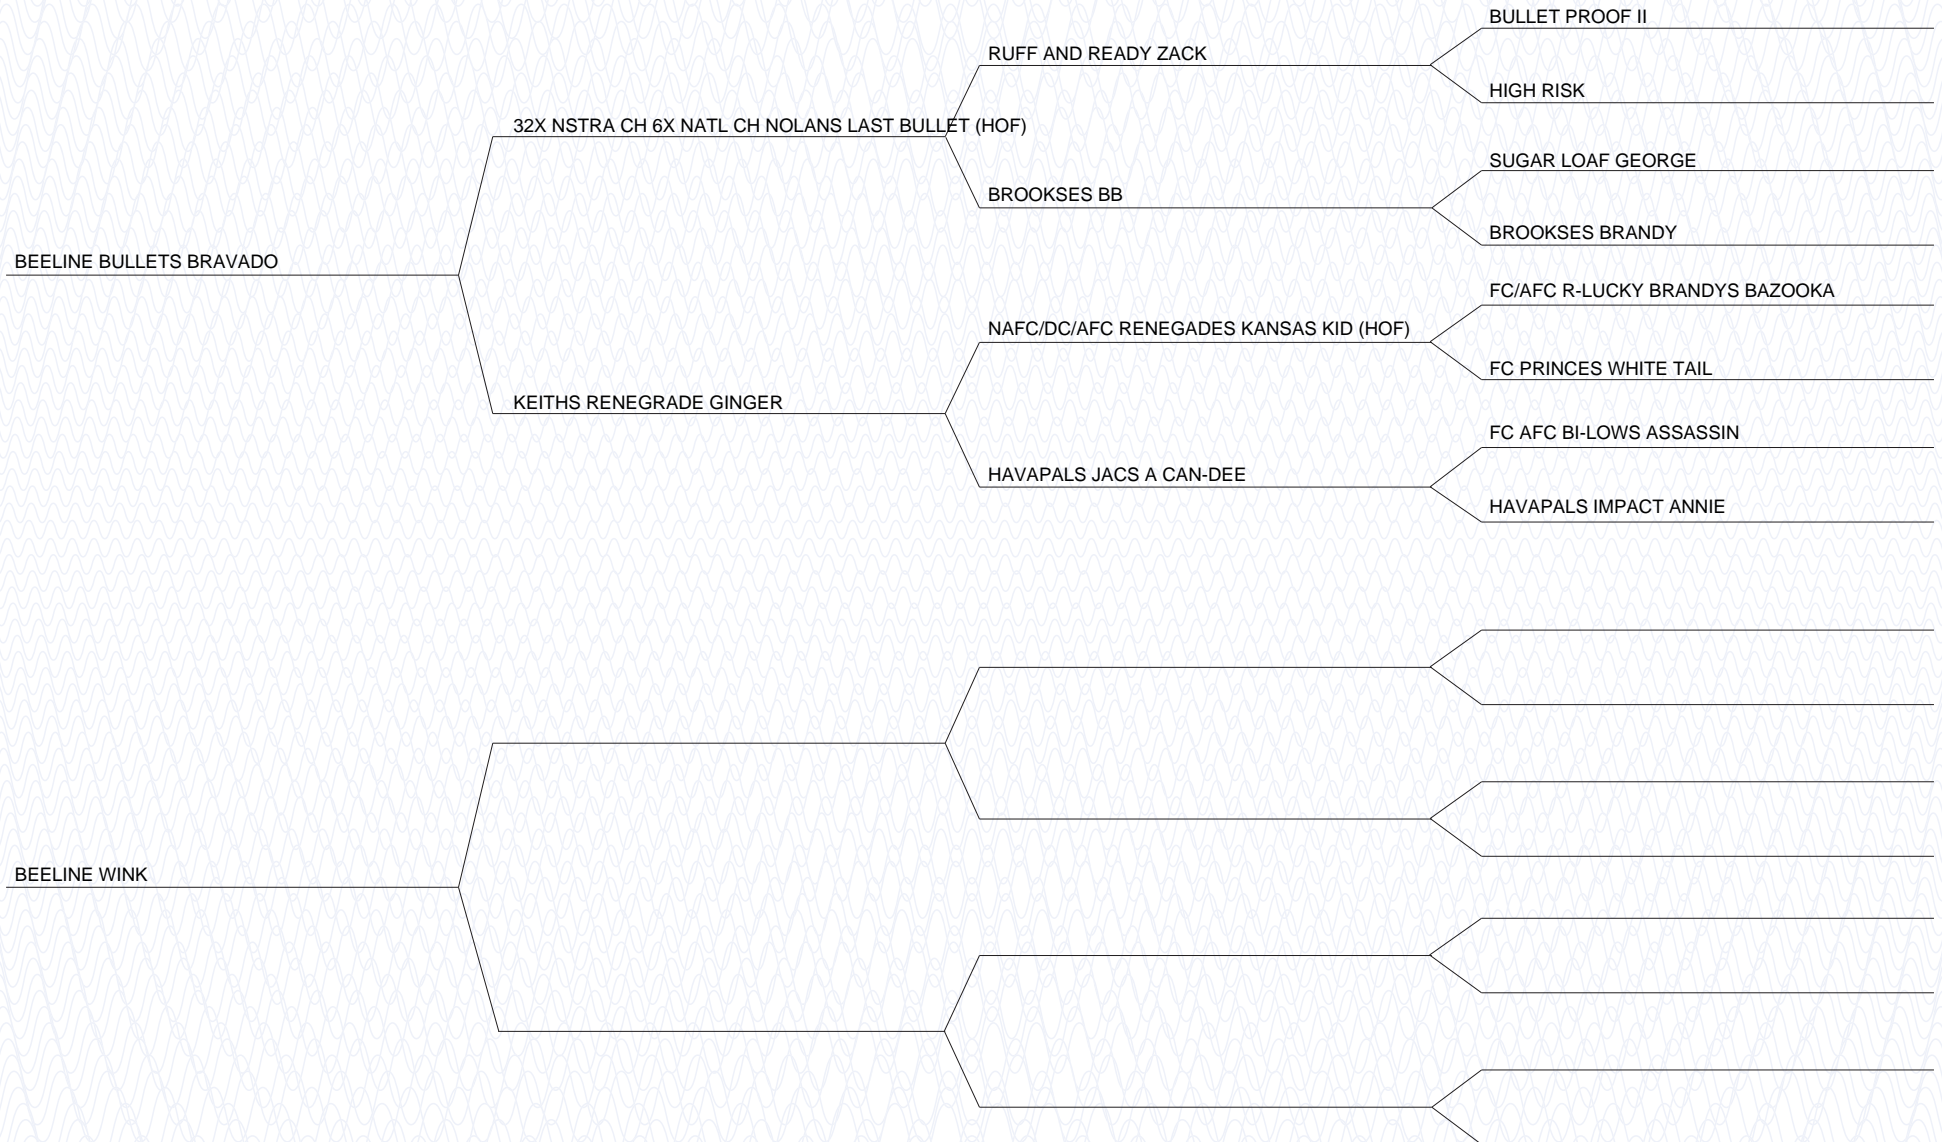 BULLET PROOF II
RUFF AND READY ZACK
HIGH RISK
32X NSTRA CH 6X NATL CH NOLANS LAST BULLET (HOF)
SUGAR LOAF GEORGE
BROOKSES BB
BROOKSES BRANDY
BEELINE BULLETS BRAVADO
FC/AFC R-LUCKY BRANDYS BAZOOKA
NAFC/DC/AFC RENEGADES KANSAS KID (HOF)
FC PRINCES WHITE TAIL
KEITHS RENEGRADE GINGER
FC AFC BI-LOWS ASSASSIN
HAVAPALS JACS A CAN-DEE
HAVAPALS IMPACT ANNIE
BEELINE WINK